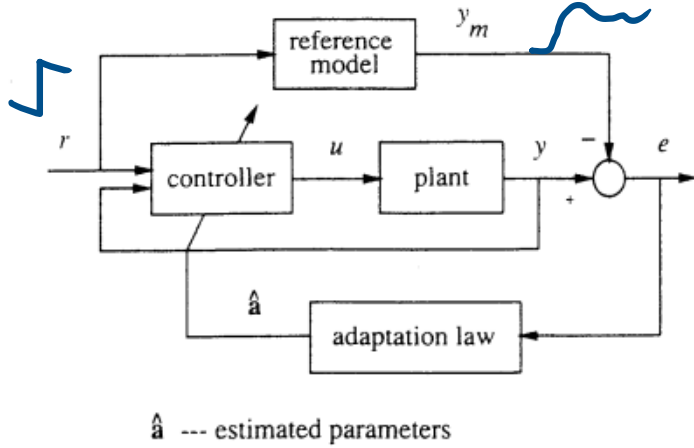 y_m
reference
model
r
u
y
−
e
controller
plant
+
â
adaptation law
â --- estimated parameters